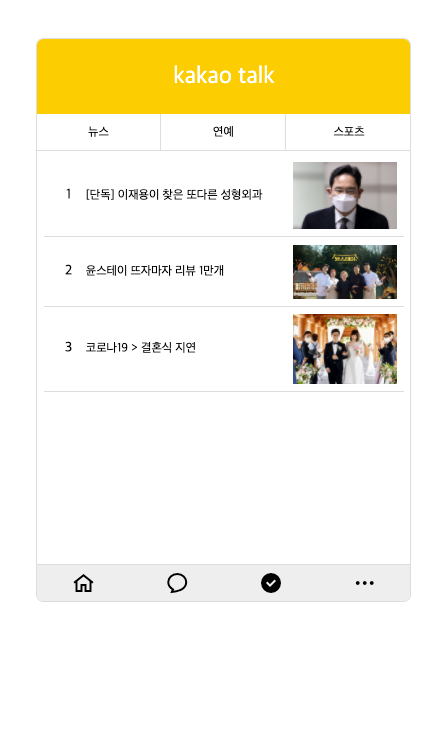 kakao talk
뉴스
연예
스포츠
1 [단독] 이재용이 찾은 또다른 성형외과
2 윤스테이 뜨자마자 리뷰 1만개
3 코로나19 > 결혼식 지연